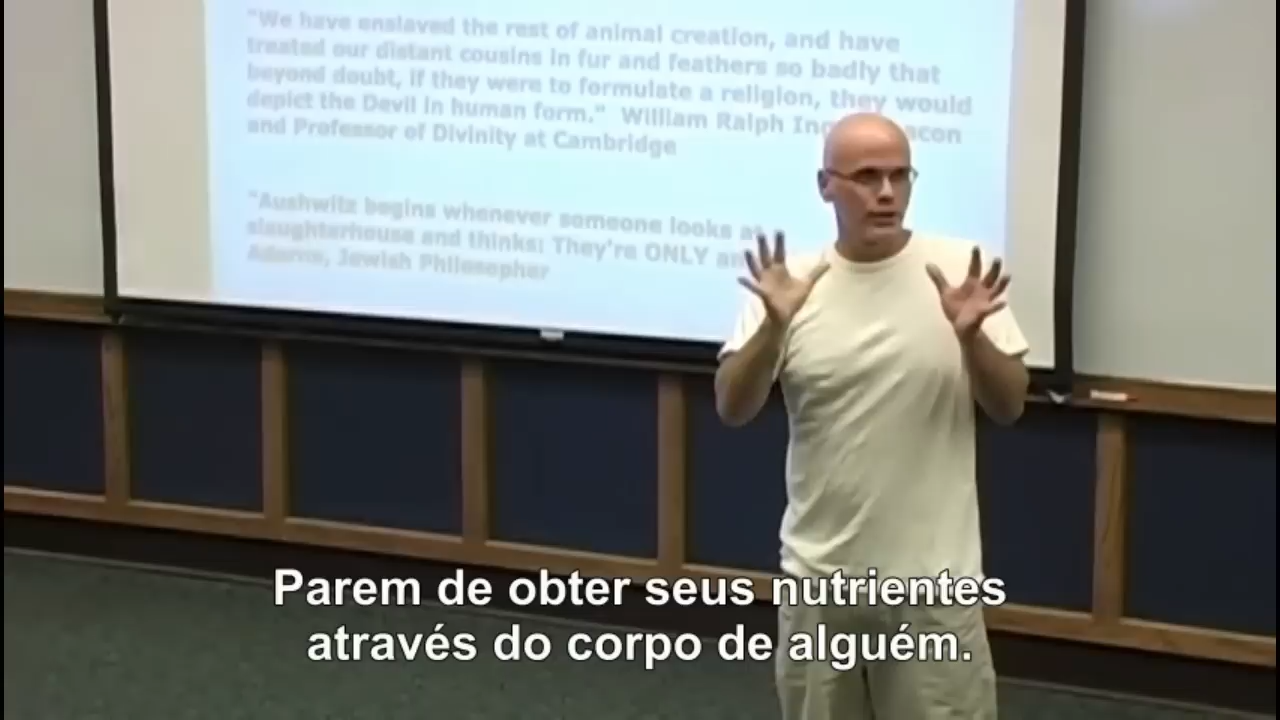 "We have enslaved the rest of animal creation, and have
treated our distant cousins in fur and feathers so badly that
beyond doubt, if they were to formulate a religion, they would
depict the Devil in human form." William Ralph Ing acon
and Professor of Divinity at Cambridge
"Aushwitz begins whenever someone looks a
slaughterhouse and thinks: They're ONLY an
Adorno, Jewish Philosopher
Parem de obter seus nutrientes
através do corpo de alguém.